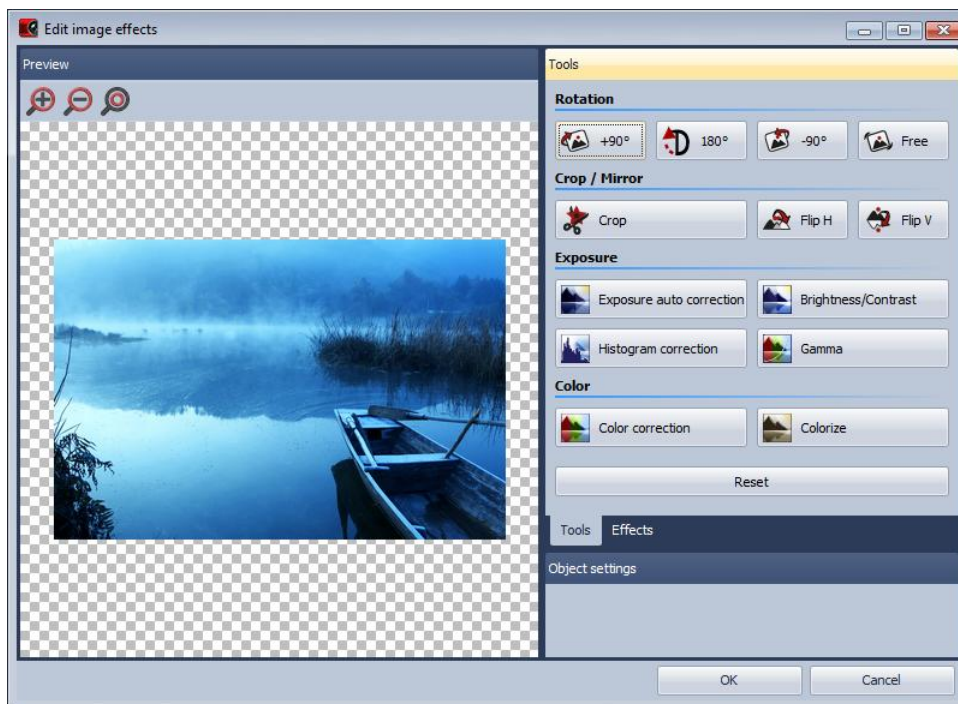 Edit image effects
Preview
Tools
Rotation
+90° 180° -90° Free
Crop / Mirror
Crop Flip H Flip V
Exposure
Exposure auto correction Brightness/Contrast
Histogram correction Gamma
Color
Color correction Colorize
Reset
Tools Effects
Object settings
OK Cancel